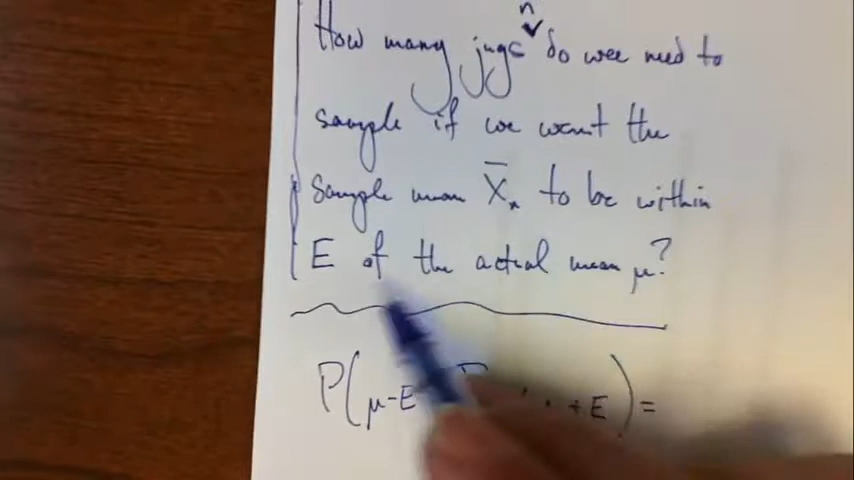 n
How many jugs do wee need to
sample if we want the
sample mean X̄ₙ to be within
E of the actual mean μ?
P(μ-E + E) =